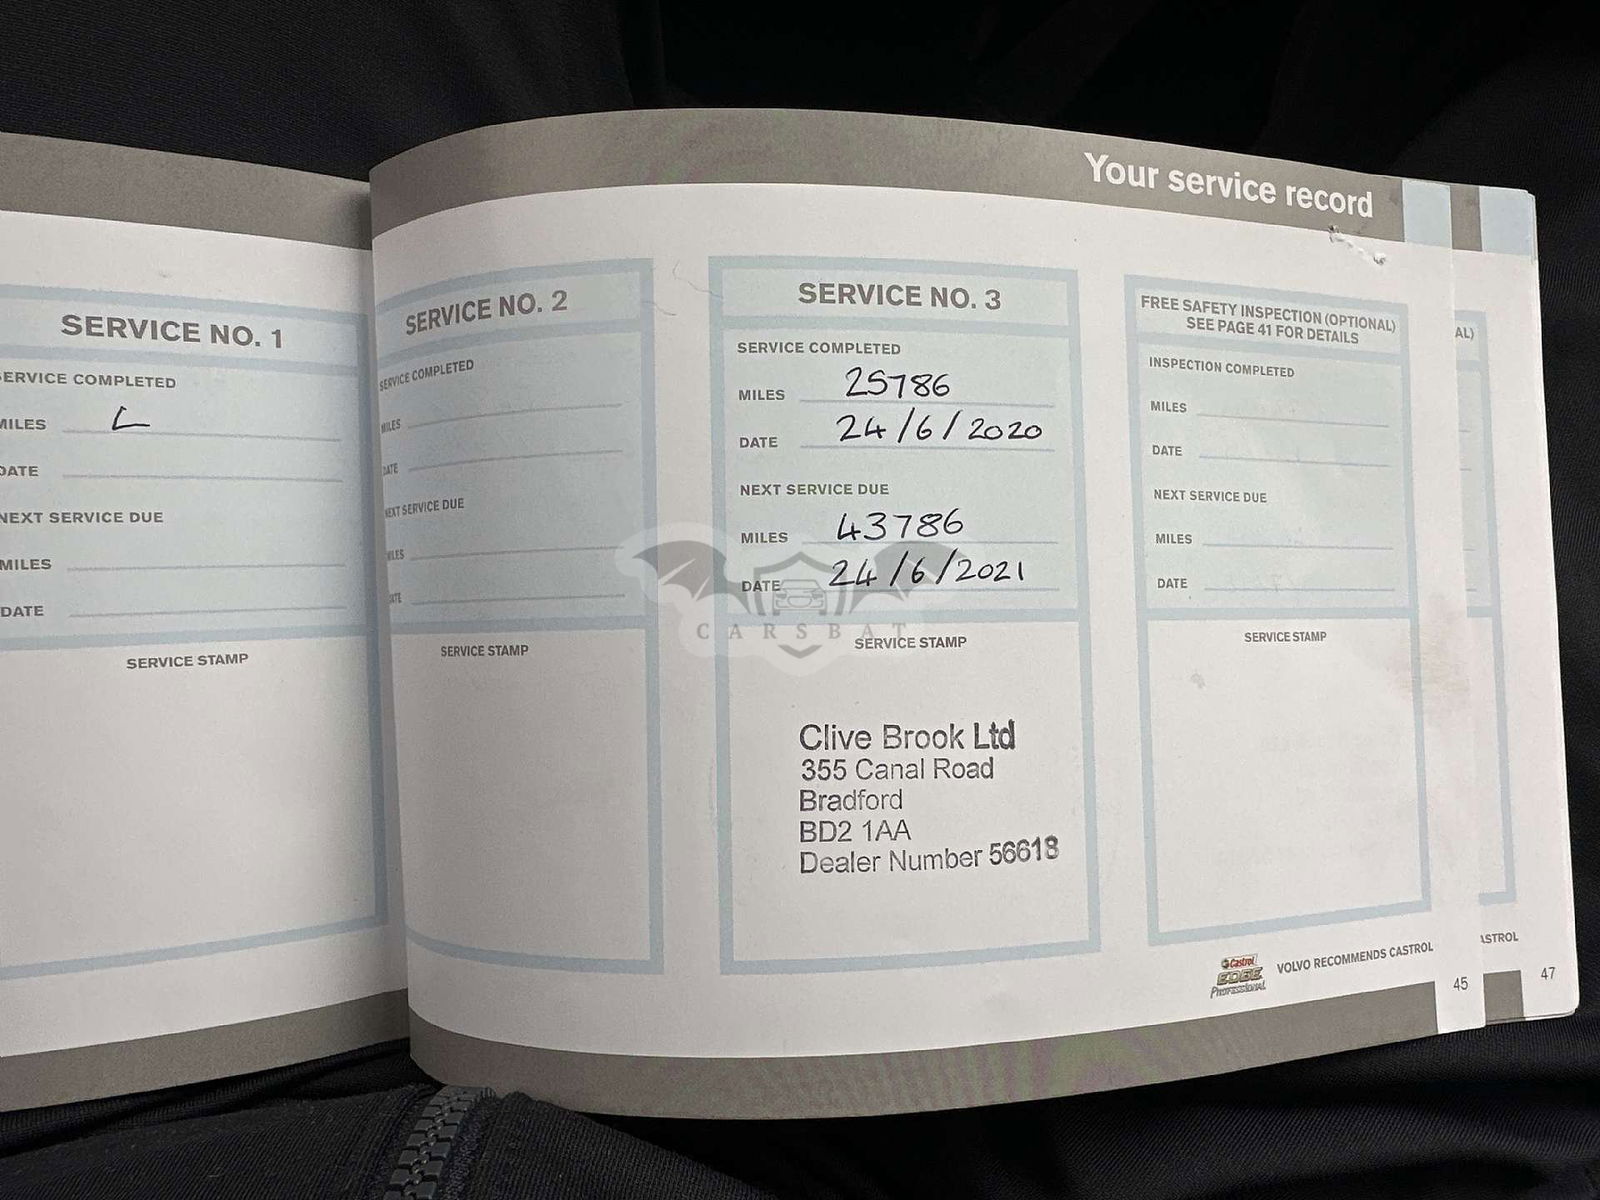 Your service record
SERVICE NO. 1
SERVICE COMPLETED
MILES L
DATE
NEXT SERVICE DUE
MILES
DATE
SERVICE STAMP
SERVICE NO. 2
SERVICE COMPLETED
MILES
DATE
NEXT SERVICE DUE
MILES
DATE
SERVICE STAMP
SERVICE NO. 3
SERVICE COMPLETED
MILES 25786
DATE 24/6/2020
NEXT SERVICE DUE
MILES 43786
DATE 24/6/2021
SERVICE STAMP
Clive Brook Ltd
355 Canal Road
Bradford
BD2 1AA
Dealer Number 56618
FREE SAFETY INSPECTION (OPTIONAL)
SEE PAGE 41 FOR DETAILS
INSPECTION COMPLETED
MILES
DATE
NEXT SERVICE DUE
MILES
DATE
SERVICE STAMP
Castrol
EDGE
Professional
VOLVO RECOMMENDS CASTROL
45
AL)
ASTROL
47
CARSBAT